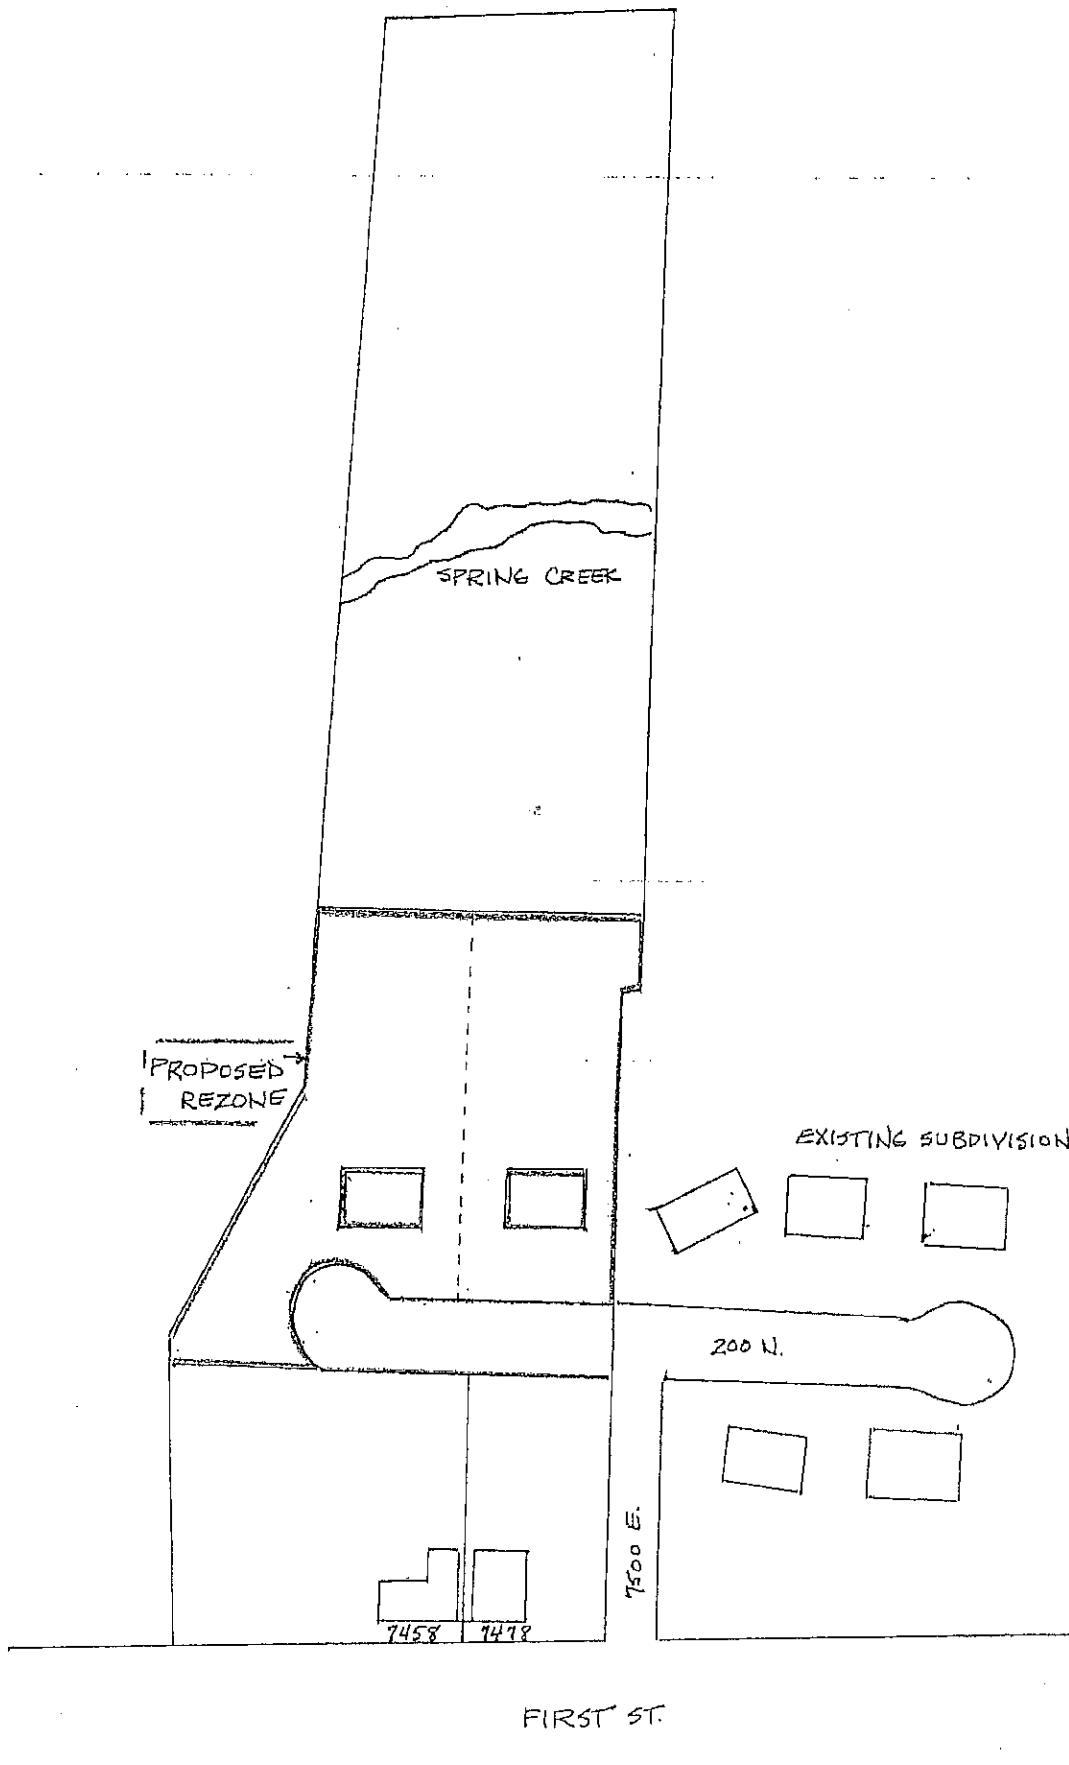 SPRING CREEK
PROPOSED
REZONE
EXISTING SUBDIVISION
200 N.
7500 E.
7458 7478
FIRST ST.